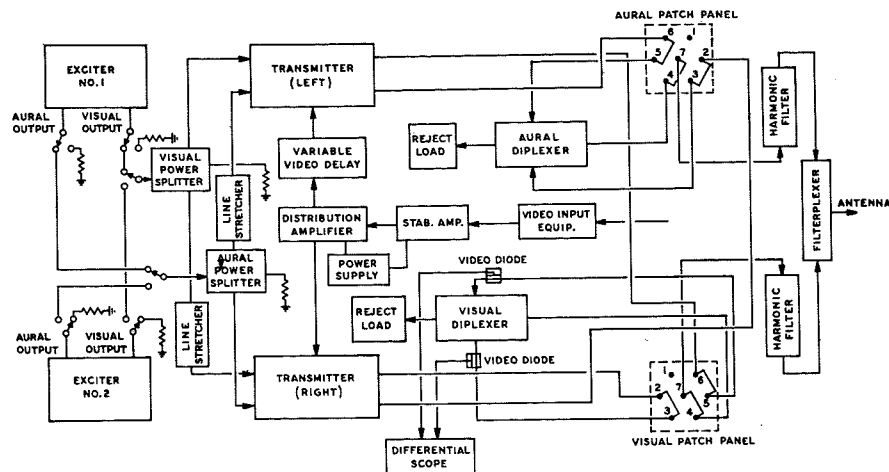 AURAL PATCH PANEL
6
1
5
7
2
4
3
EXCITER
NO.1
TRANSMITTER
(LEFT)
HARMONIC
FILTER
AURAL
OUTPUT
VISUAL
OUTPUT
VISUAL
POWER
SPLITTER
VARIABLE
VIDEO DELAY
REJECT
LOAD
AURAL
DIPLEXER
LINE
STRETCHER
DISTRIBUTION
AMPLIFIER
STAB. AMP.
VIDEO INPUT
EQUIP.
FILTERPLEXER
ANTENNA
AURAL
POWER
SPLITTER
POWER
SUPPLY
VIDEO DIODE
REJECT
LOAD
VISUAL
DIPLEXER
HARMONIC
FILTER
AURAL
OUTPUT
VISUAL
OUTPUT
LINE
STRETCHER
VIDEO DIODE
EXCITER
NO.2
TRANSMITTER
(RIGHT)
1
6
2
7
5
3
4
VISUAL PATCH PANEL
DIFFERENTIAL
SCOPE